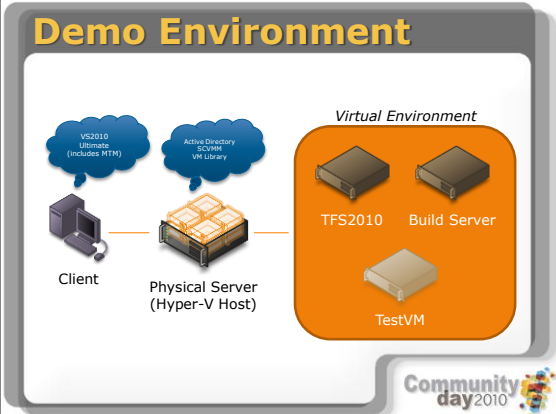 Demo Environment
VS2010
Ultimate
(includes MTM)
Active Directory
SCVMM
VM Library
Virtual Environment
TFS2010
Build Server
Client
Physical Server
(Hyper-V Host)
TestVM
Community
day2010